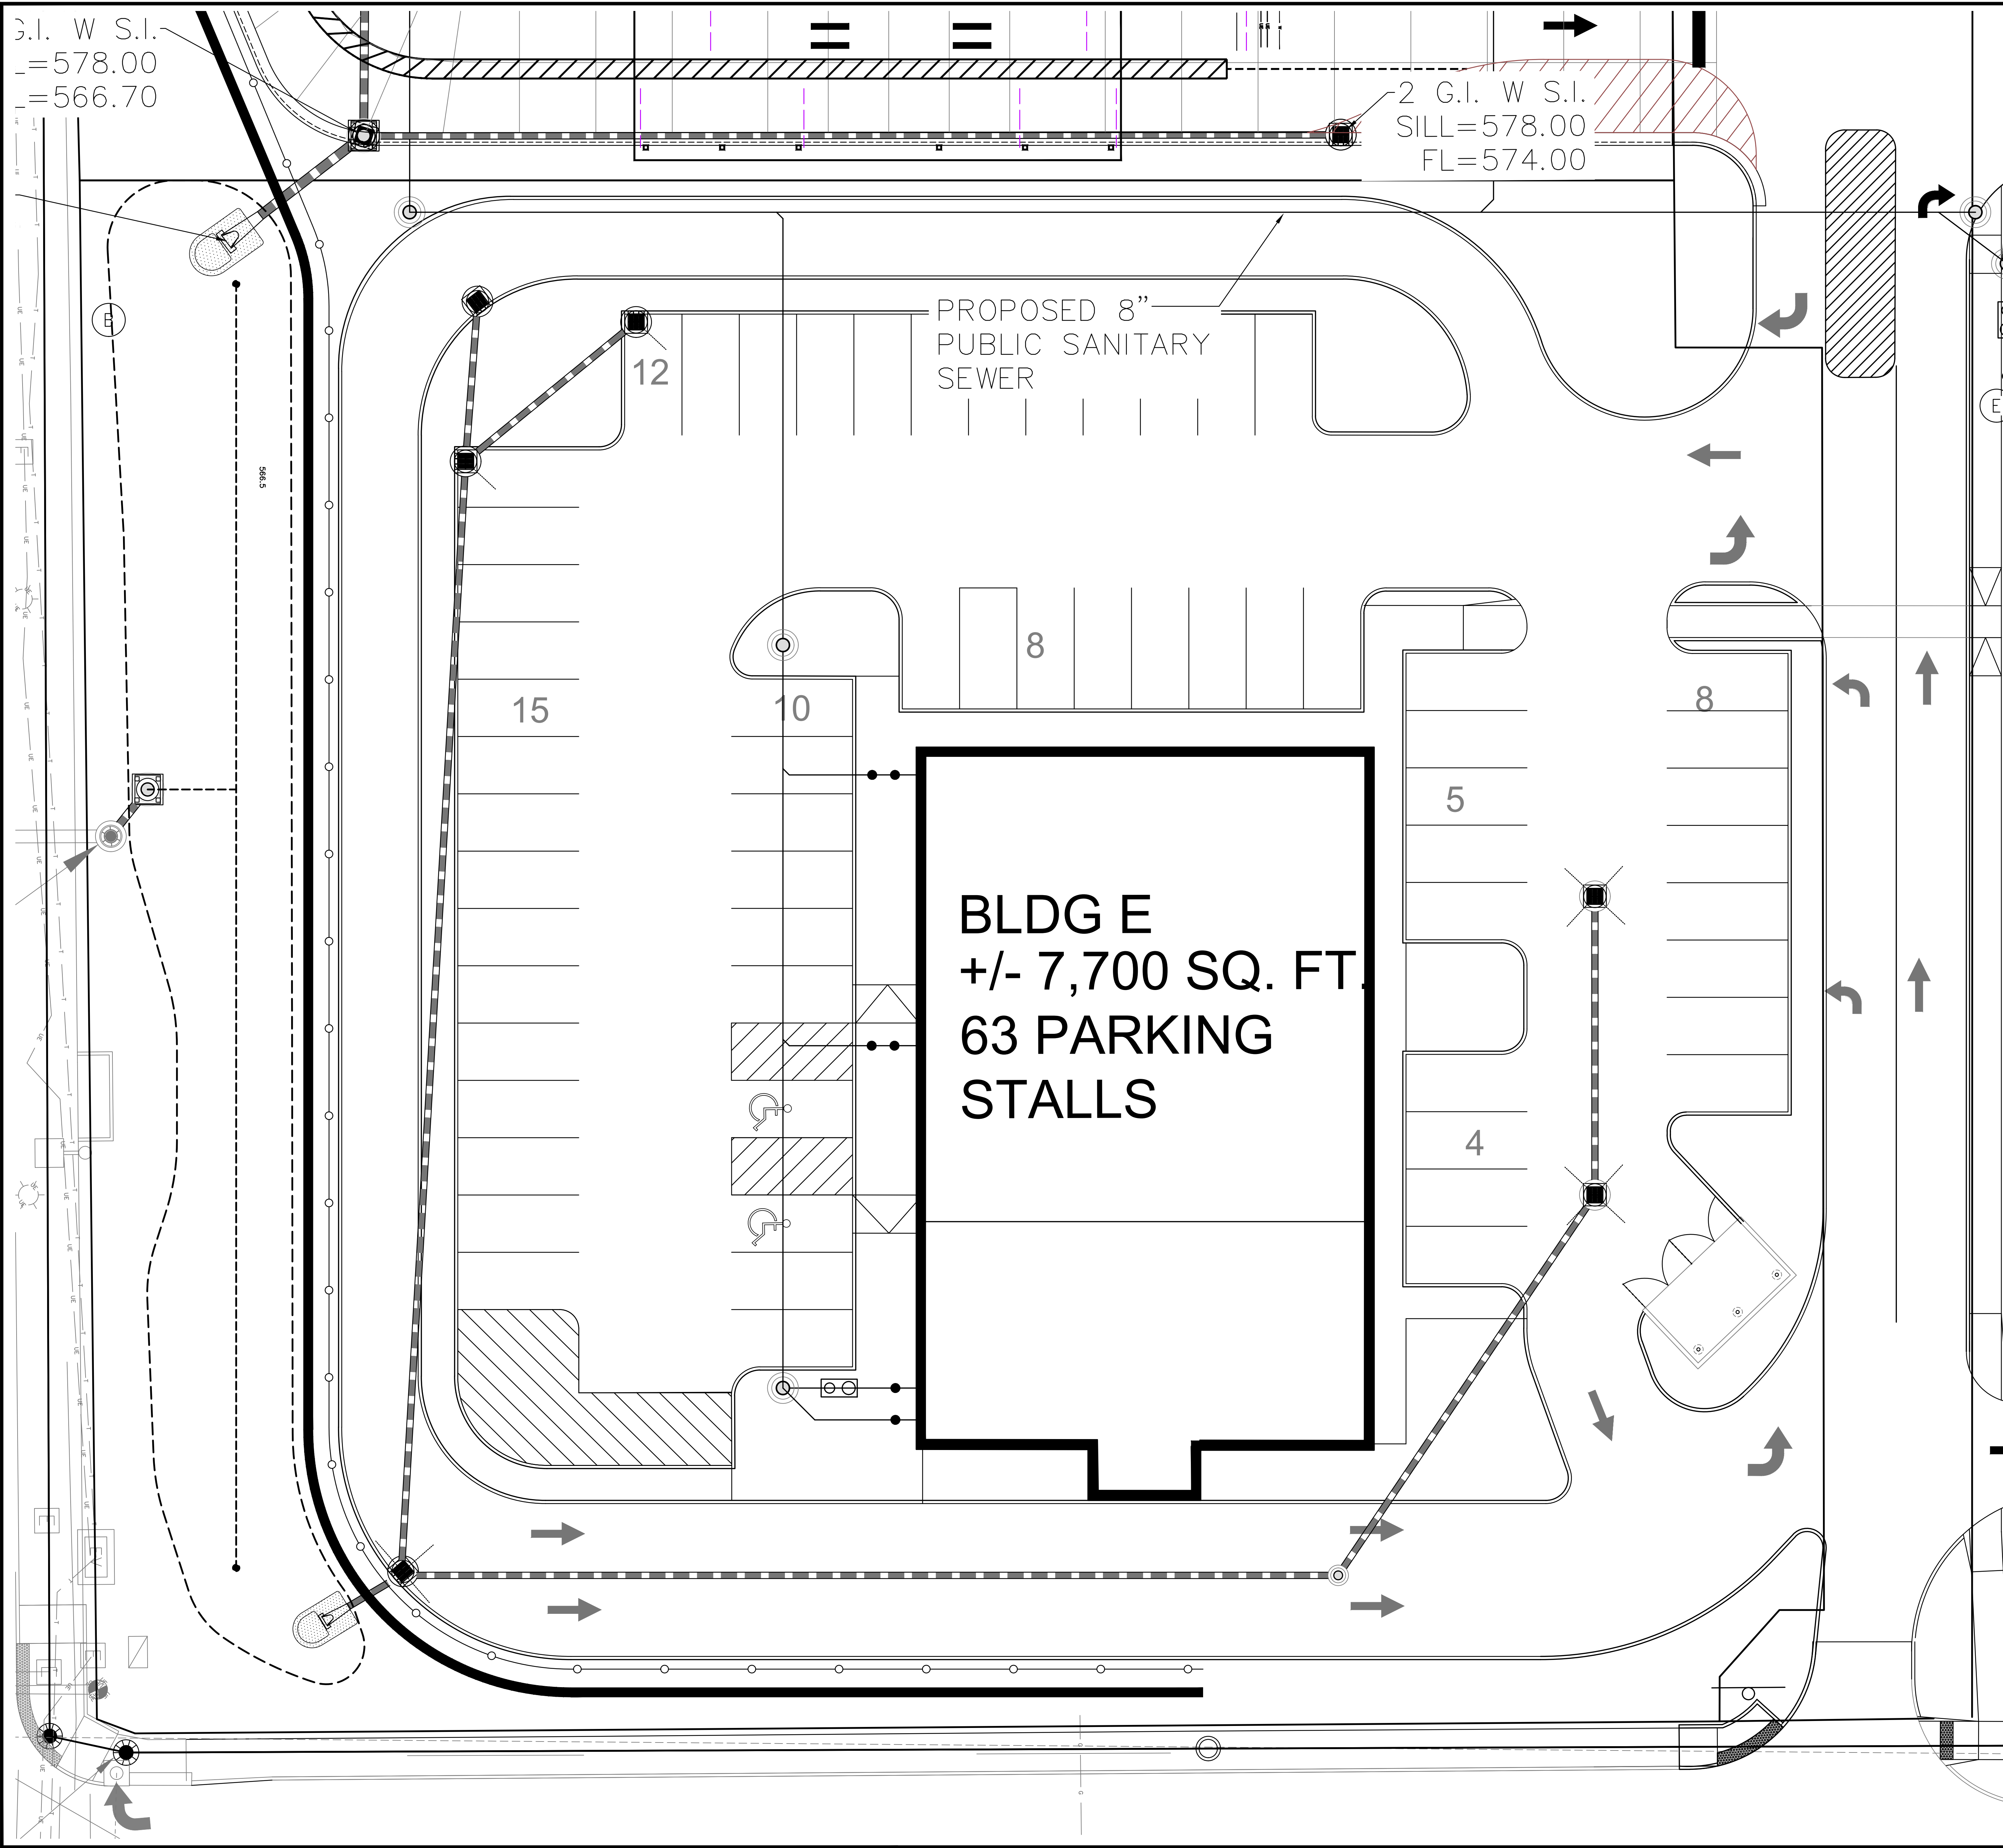 G.I. W S.I.
=578.00
=566.70
2 G.I. W S.I.
SILL=578.00
FL=574.00
B
PROPOSED 8"
PUBLIC SANITARY
SEWER
12
E
566.5
8
15
10
8
5
BLDG E
+/- 7,700 SQ. FT.
63 PARKING
STALLS
4